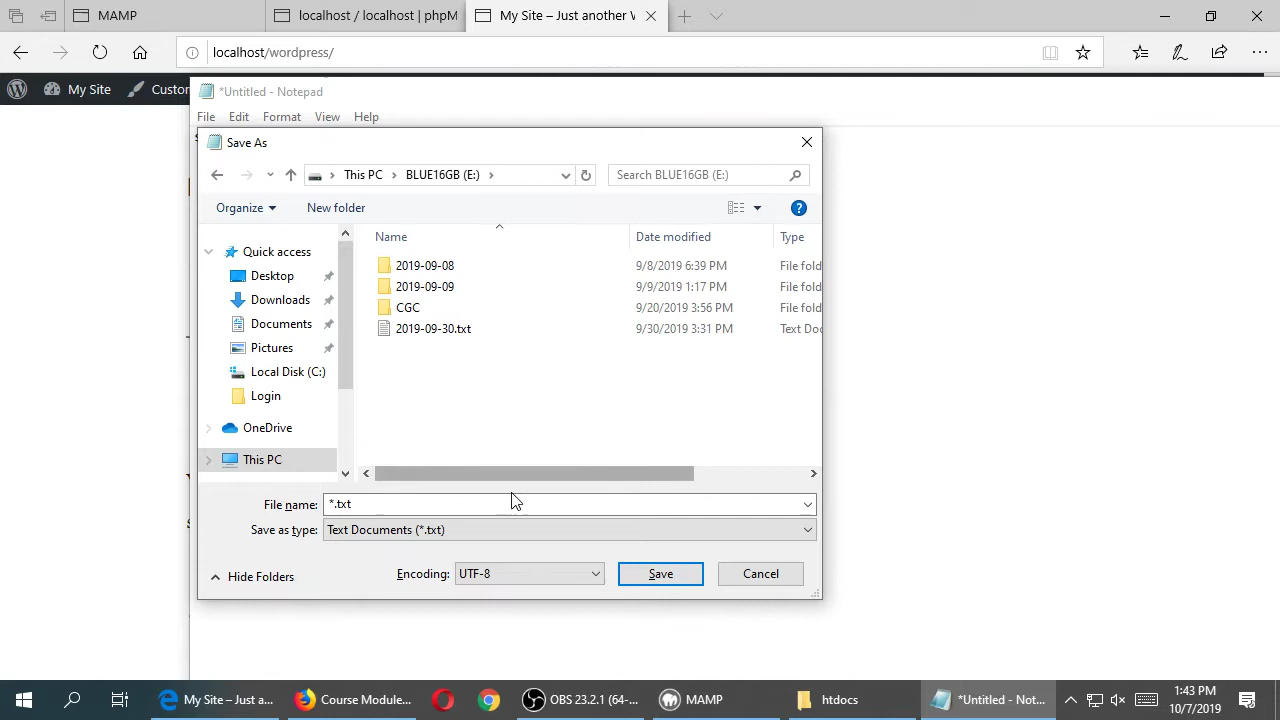 MAMP
localhost / localhost | phpM
My Site – Just another V
localhost/wordpress/
My Site
Custon
*Untitled - Notepad
File Edit Format View Help
Save As
This PC
BLUE16GB (E:)
Search BLUE16GB (E:)
Organize
New folder
Name
Date modified
Type
Quick access
Desktop
Downloads
Documents
Pictures
Local Disk (C:)
Login
OneDrive
This PC
2019-09-08 9/8/2019 6:39 PM File fold
2019-09-09 9/9/2019 1:17 PM File fold
CGC 9/20/2019 3:56 PM File fold
2019-09-30.txt 9/30/2019 3:31 PM Text Doc
File name: *.txt
Save as type: Text Documents (*.txt)
Hide Folders
Encoding: UTF-8
Save
Cancel
My Site – Just a...
Course Module...
OBS 23.2.1 (64-...
MAMP
htdocs
*Untitled - Not...
1:43 PM
10/7/2019